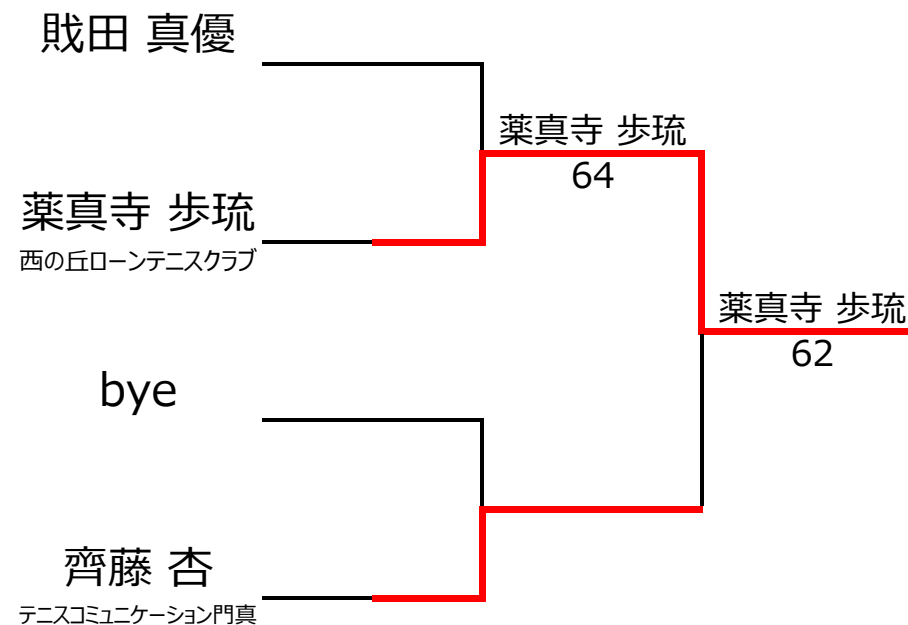 戝田 真優
薬真寺 歩琉
64
薬真寺 歩琉
西の丘ローンテニスクラブ
薬真寺 歩琉
62
bye
齊藤 杏
テニスコミュニケーション門真